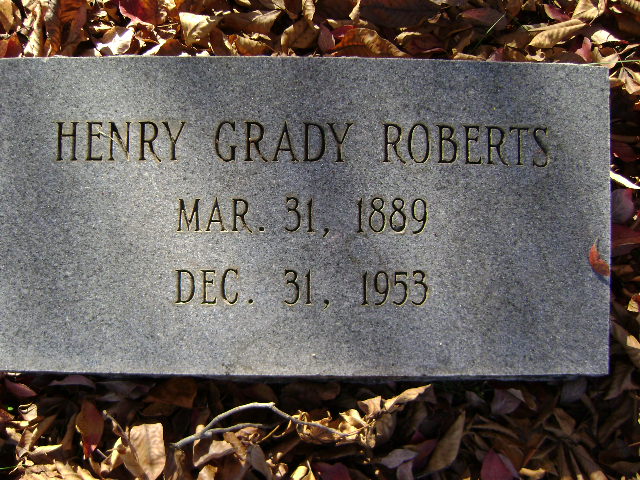 HENRY GRADY ROBERTS
MAR. 31, 1889
DEC. 31, 1953